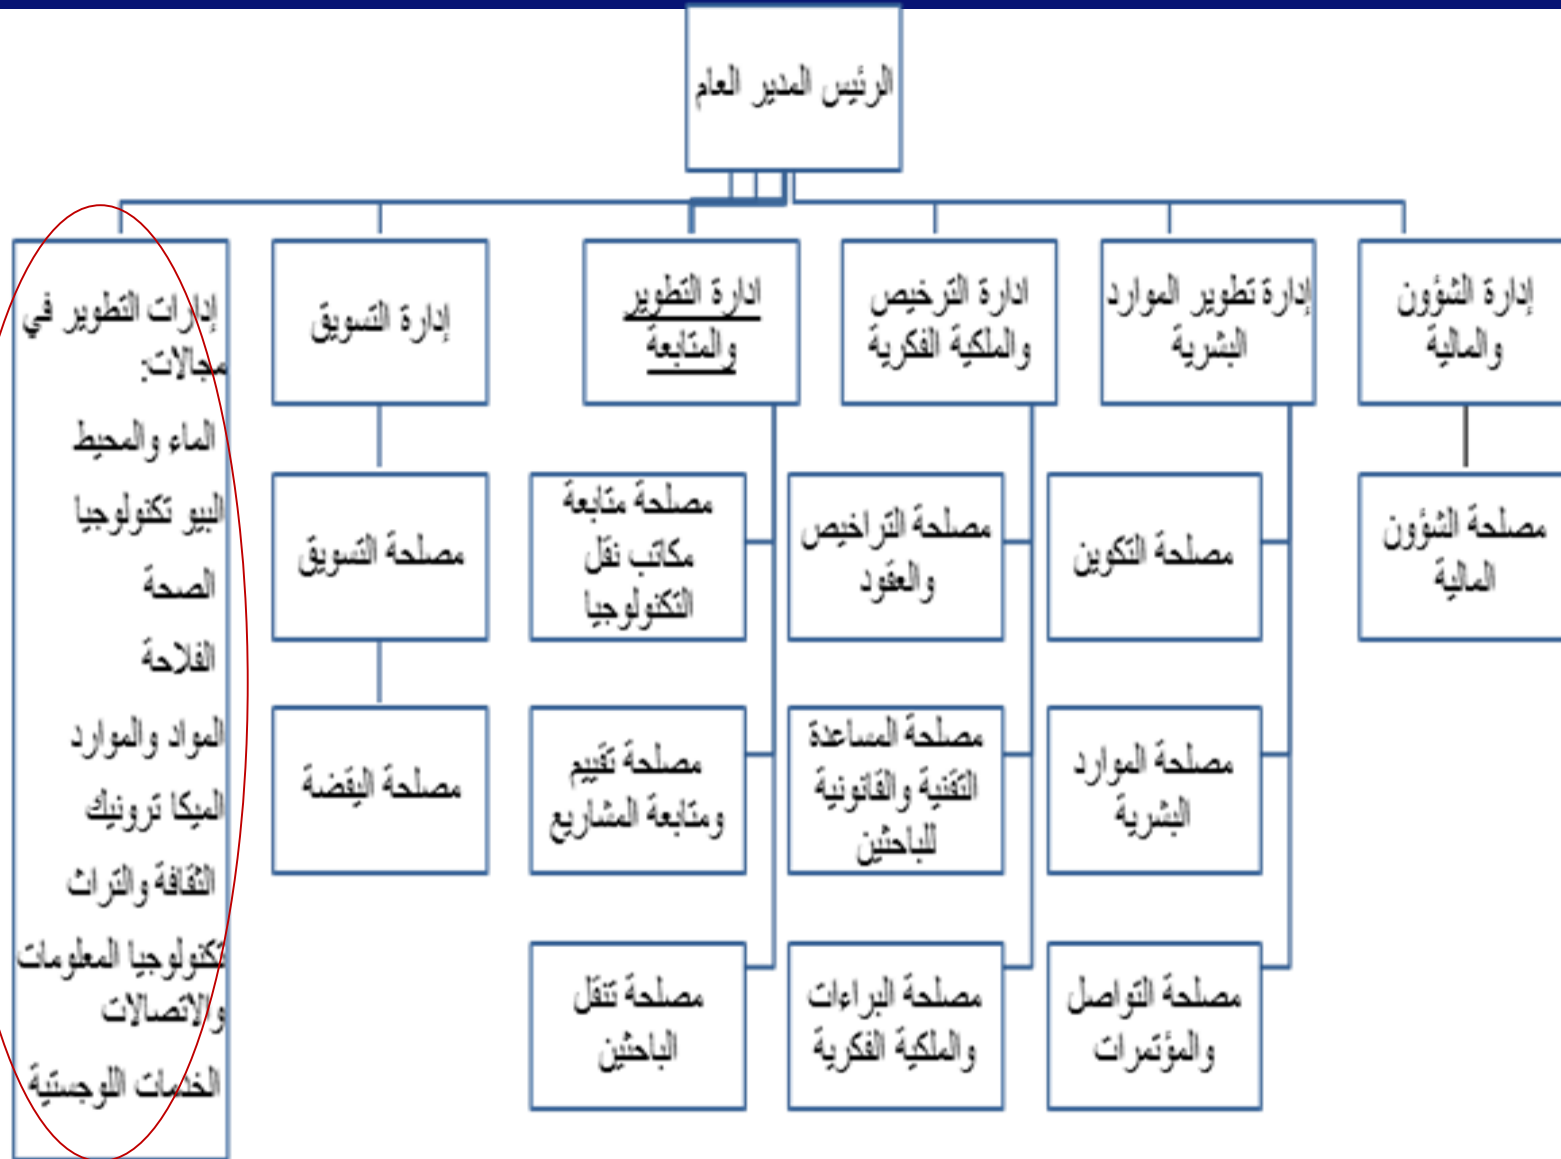 الرئيس المدير العام
إدارة الشؤون
والمالية
إدارة تطوير الموارد
البشرية
ادارة الترخيص
والملكية الفكرية
ادارة التطوير
والمتابعة
إدارة التسويق
إدارات التطوير في
مجالات:
الماء والمحيط
البيو تكنولوجيا
الصحة
الفلاحة
المواد والموارد
الميكا ترونيك
الثقافة والتراث
تكنولوجيا المعلومات
والاتصالات
الخدمات اللوجستية
مصلحة الشؤون
المالية
مصلحة التكوين
مصلحة التراخيص
والعقود
مصلحة متابعة
مكاتب نقل
التكنولوجيا
مصلحة التسويق
مصلحة الموارد
البشرية
مصلحة المساعدة
التقنية والقانونية
للباحثين
مصلحة تقييم
ومتابعة المشاريع
مصلحة اليقضة
مصلحة التواصل
والمؤتمرات
مصلحة البراءات
والملكية الفكرية
مصلحة تنقل
الباحثين